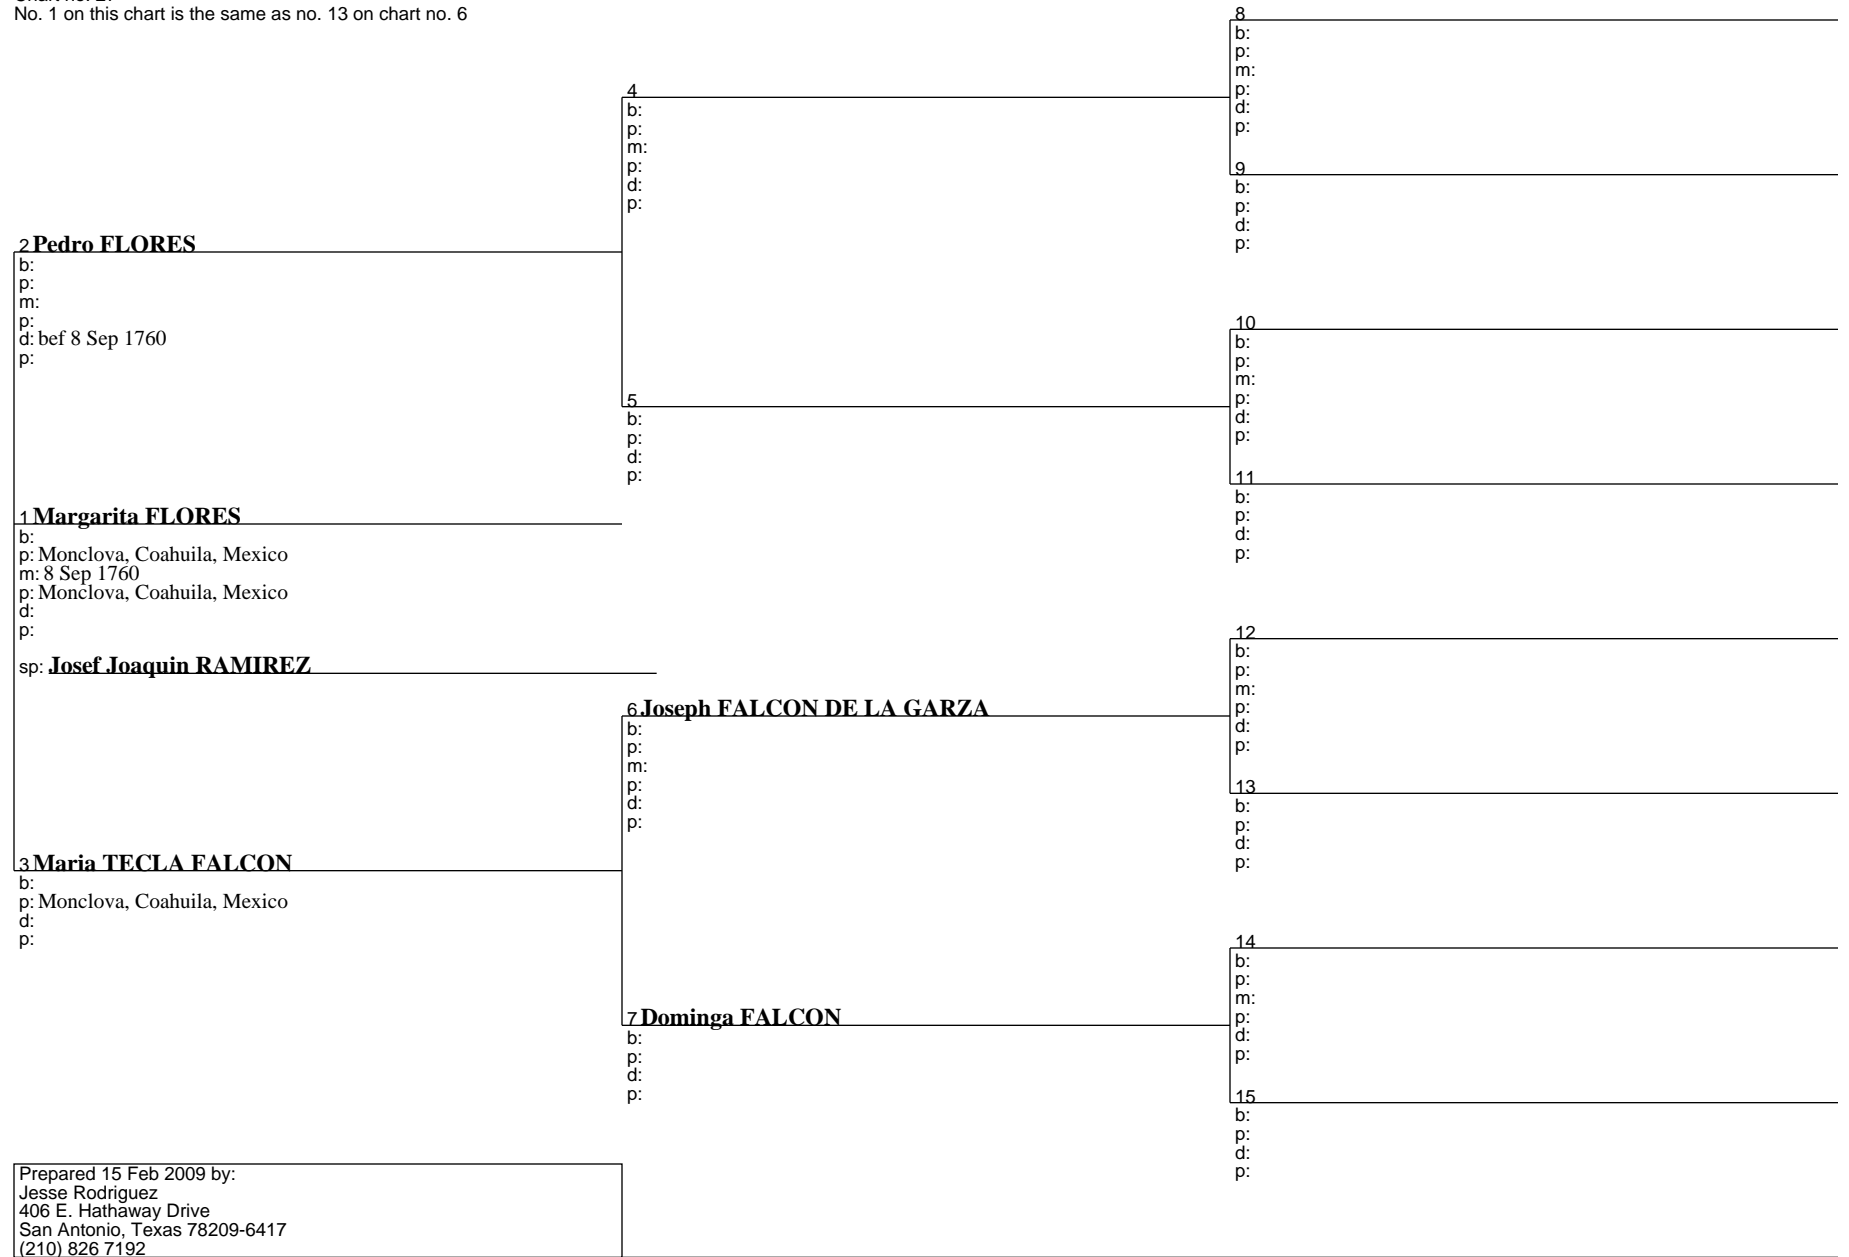 No. 1 on this chart is the same as no. 13 on chart no. 6
8
b:
p:
m:
p:
d:
p:
4
b:
p:
m:
p:
d:
p:
9
b:
p:
d:
p:
2 Pedro FLORES
b:
p:
m:
p:
d: bef 8 Sep 1760
p:
10
b:
p:
m:
p:
d:
p:
5
b:
p:
d:
p:
11
b:
p:
d:
p:
1 Margarita FLORES
b:
p: Monclova, Coahuila, Mexico
m: 8 Sep 1760
p: Monclova, Coahuila, Mexico
d:
p:
sp: Josef Joaquin RAMIREZ
12
b:
p:
m:
p:
d:
p:
6 Joseph FALCON DE LA GARZA
b:
p:
m:
p:
d:
p:
13
b:
p:
d:
p:
3 Maria TECLA FALCON
b:
p: Monclova, Coahuila, Mexico
d:
p:
14
b:
p:
m:
p:
d:
p:
7 Dominga FALCON
b:
p:
d:
p:
15
b:
p:
d:
p:
Prepared 15 Feb 2009 by:
Jesse Rodriguez
406 E. Hathaway Drive
San Antonio, Texas 78209-6417
(210) 826 7192